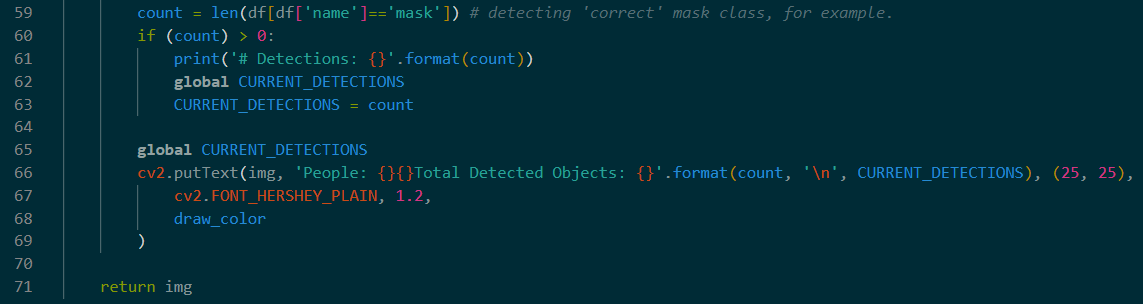 59 count = len(df[df['name']=='mask']) # detecting 'correct' mask class, for example.
60 if (count) > 0:
61 print('# Detections: {}'.format(count))
62 global CURRENT_DETECTIONS
63 CURRENT_DETECTIONS = count
64
65 global CURRENT_DETECTIONS
66 cv2.putText(img, 'People: {}{}Total Detected Objects: {}'.format(count, '\n', CURRENT_DETECTIONS), (25, 25),
67 cv2.FONT_HERSHEY_PLAIN, 1.2,
68 draw_color
69 )
70
71 return img